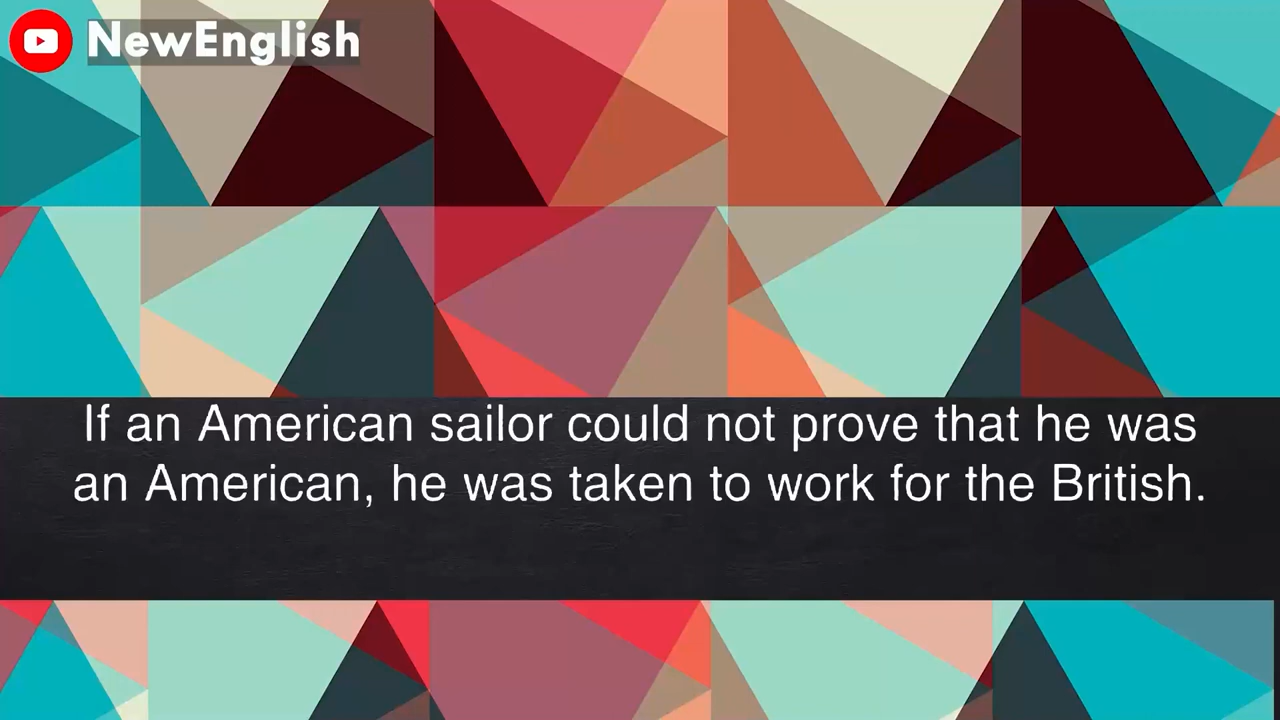 NewEnglish
If an American sailor could not prove that he was
an American, he was taken to work for the British.